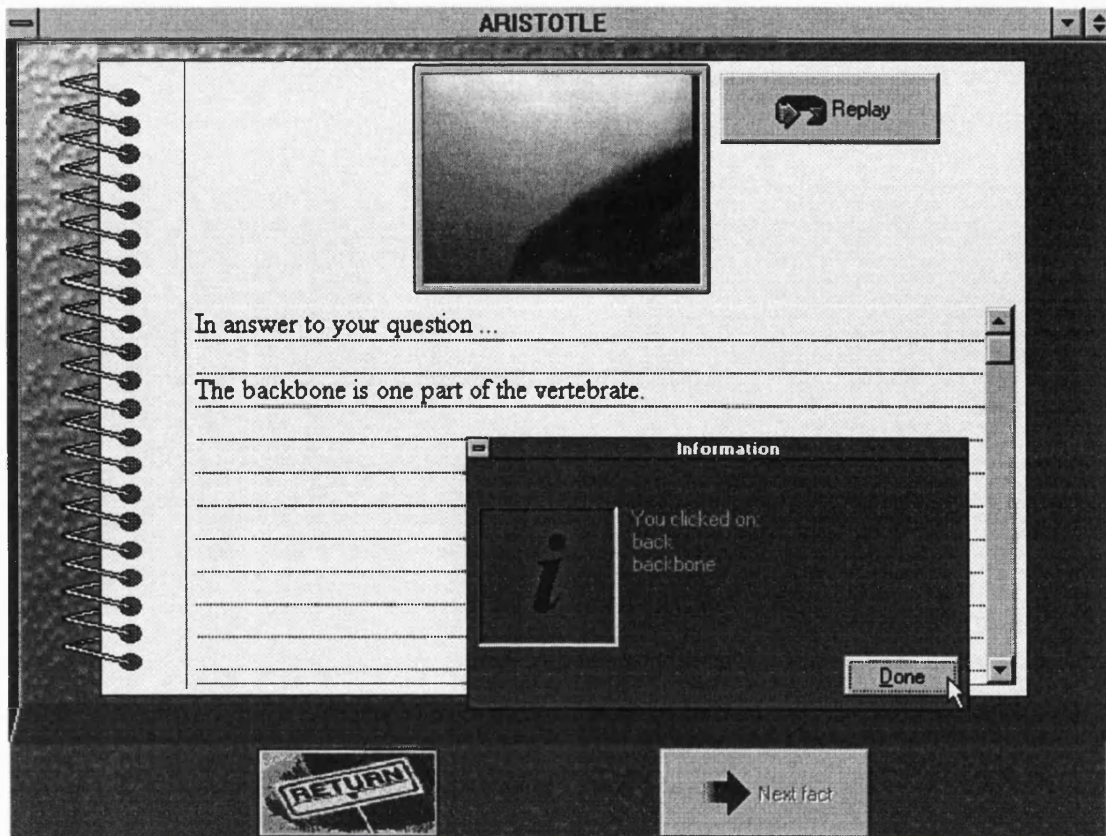 ARISTOTLE
Replay
In answer to your question ...
The backbone is one part of the vertebrate.
Information
You clicked on:
back
backbone
Done
RETURN
Next fact